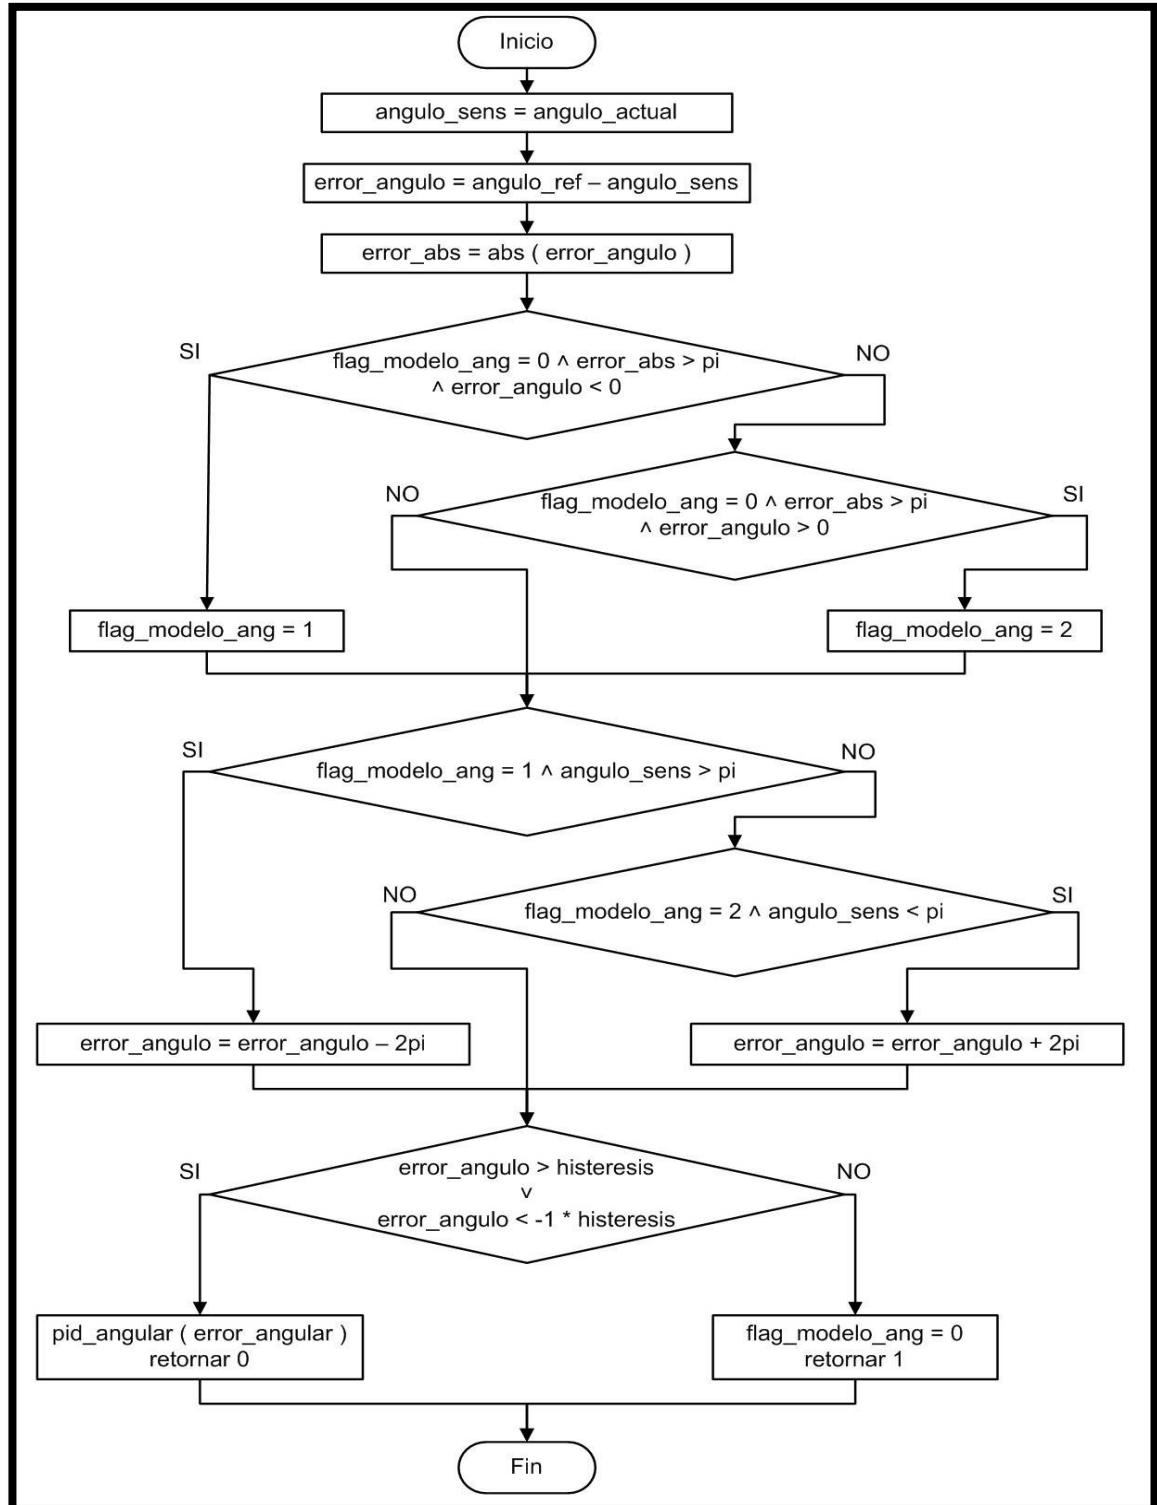 Inicio
angulo_sens = angulo_actual
error_angulo = angulo_ref – angulo_sens
error_abs = abs ( error_angulo )
SI
flag_modelo_ang = 0 ʌ error_abs > pi
ʌ error_angulo < 0
NO
NO
flag_modelo_ang = 0 ʌ error_abs > pi
ʌ error_angulo > 0
SI
flag_modelo_ang = 1
flag_modelo_ang = 2
SI
flag_modelo_ang = 1 ʌ angulo_sens > pi
NO
NO
flag_modelo_ang = 2 ʌ angulo_sens < pi
SI
error_angulo = error_angulo – 2pi
error_angulo = error_angulo + 2pi
SI
error_angulo > histeresis
v
error_angulo < -1 * histeresis
NO
pid_angular ( error_angular )
retornar 0
flag_modelo_ang = 0
retornar 1
Fin